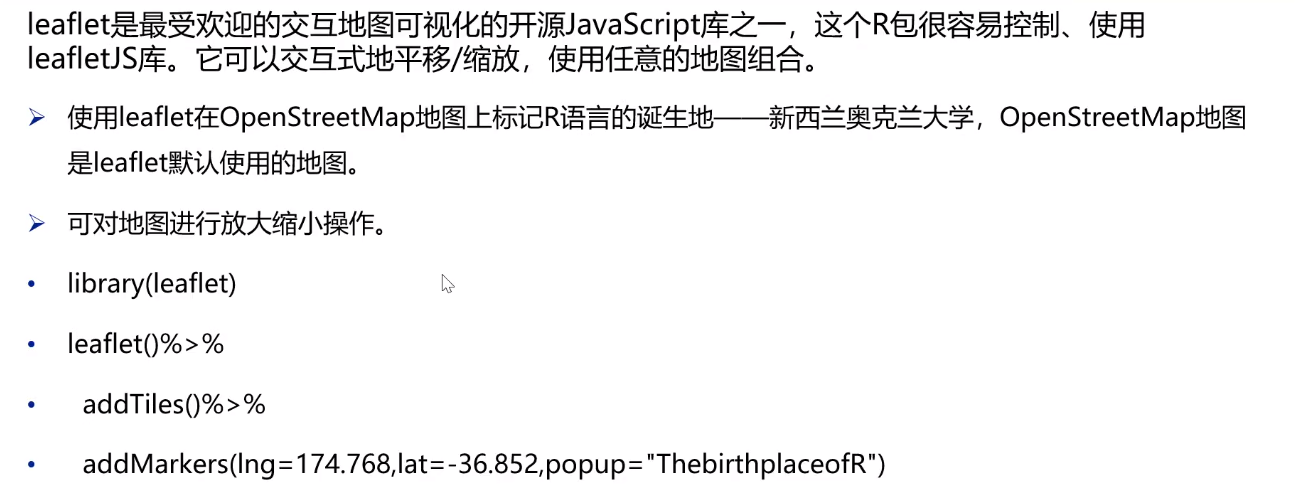 leaflet是最受欢迎的交互地图可视化的开源JavaScript库之一，这个R包很容易控制、使用
leafletJS库。它可以交互式地平移/缩放，使用任意的地图组合。
➢ 使用leaflet在OpenStreetMap地图上标记R语言的诞生地——新西兰奥克兰大学，OpenStreetMap地图
是leaflet默认使用的地图。
➢ 可对地图进行放大缩小操作。
• library(leaflet)
• leaflet()%>%
• addTiles()%>%
• addMarkers(lng=174.768,lat=-36.852,popup="ThebirthplaceofR")